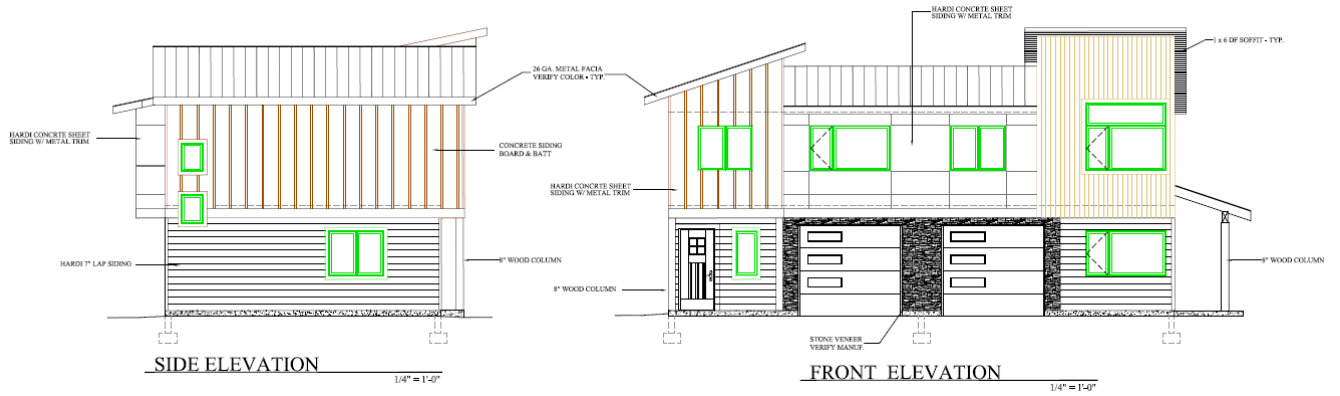 HARDI CONCRTE SHEET
SIDING W/ METAL TRIM
26 GA. METAL FACIA
VERIFY COLOR - TYP.
CONCRETE SIDING
BOARD & BATT
HARDI 7" LAP SIDING
8" WOOD COLUMN
SIDE ELEVATION
1/4" = 1'-0"
HARDI CONCRTE SHEET
SIDING W/ METAL TRIM
1 x 6 DF SOFFIT - TYP.
HARDI CONCRTE SHEET
SIDING W/ METAL TRIM
8" WOOD COLUMN
8" WOOD COLUMN
STONE VENEER
VERIFY MANUF.
FRONT ELEVATION
1/4" = 1'-0"